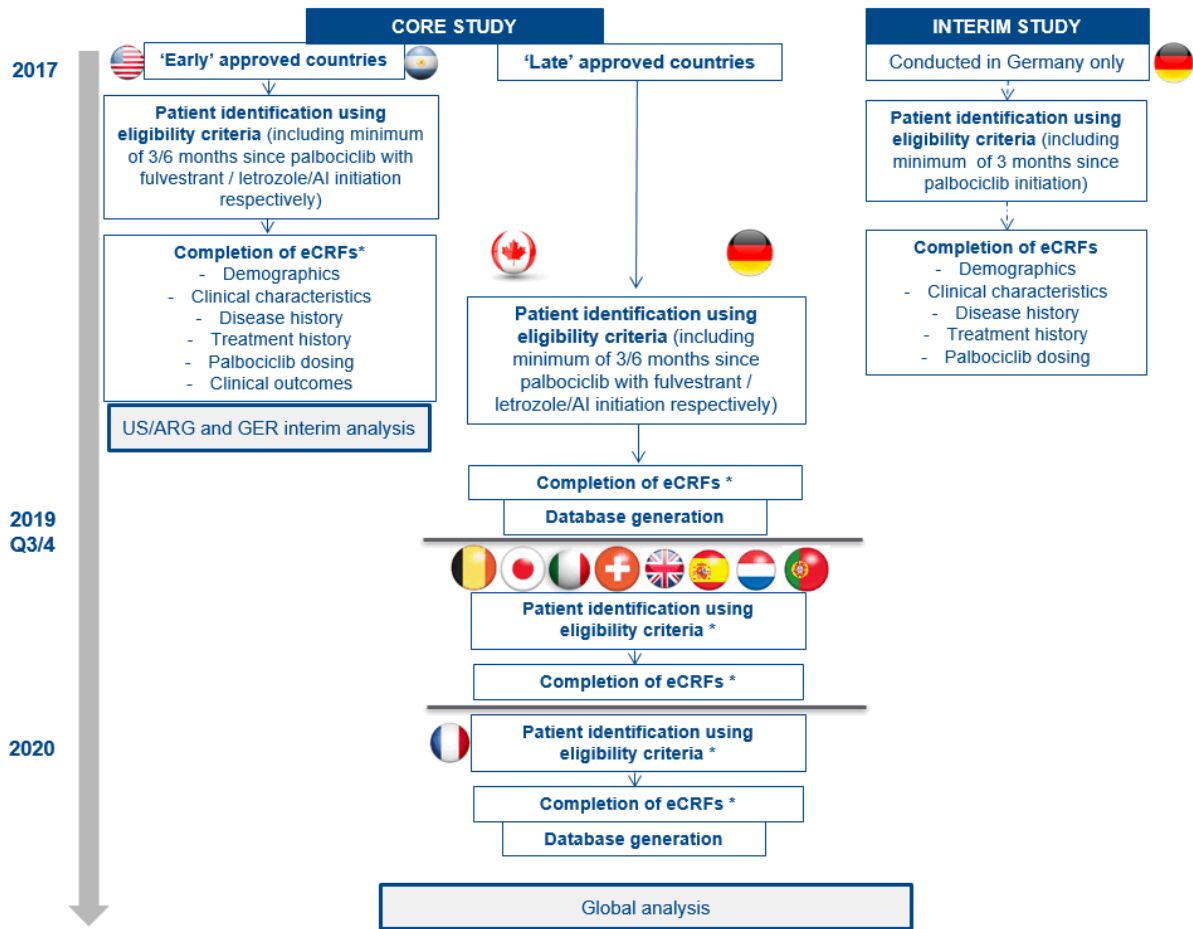 CORE STUDY
INTERIM STUDY
2017
‘Early’ approved countries
‘Late’ approved countries
Conducted in Germany only
Patient identification using
eligibility criteria (including minimum
of 3/6 months since palbociclib with
fulvestrant / letrozole/AI initiation
respectively)
Patient identification using
eligibility criteria (including
minimum of 3 months since
palbociclib initiation)
Completion of eCRFs*
- Demographics
- Clinical characteristics
- Disease history
- Treatment history
- Palbociclib dosing
- Clinical outcomes
Completion of eCRFs
- Demographics
- Clinical characteristics
- Disease history
- Treatment history
- Palbociclib dosing
Patient identification using
eligibility criteria (including
minimum of 3/6 months since
palbociclib with fulvestrant /
letrozole/AI initiation respectively)
US/ARG and GER interim analysis
Completion of eCRFs *
Database generation
2019
Q3/4
Patient identification using
eligibility criteria *
Completion of eCRFs *
2020
Patient identification using
eligibility criteria *
Completion of eCRFs *
Database generation
Global analysis